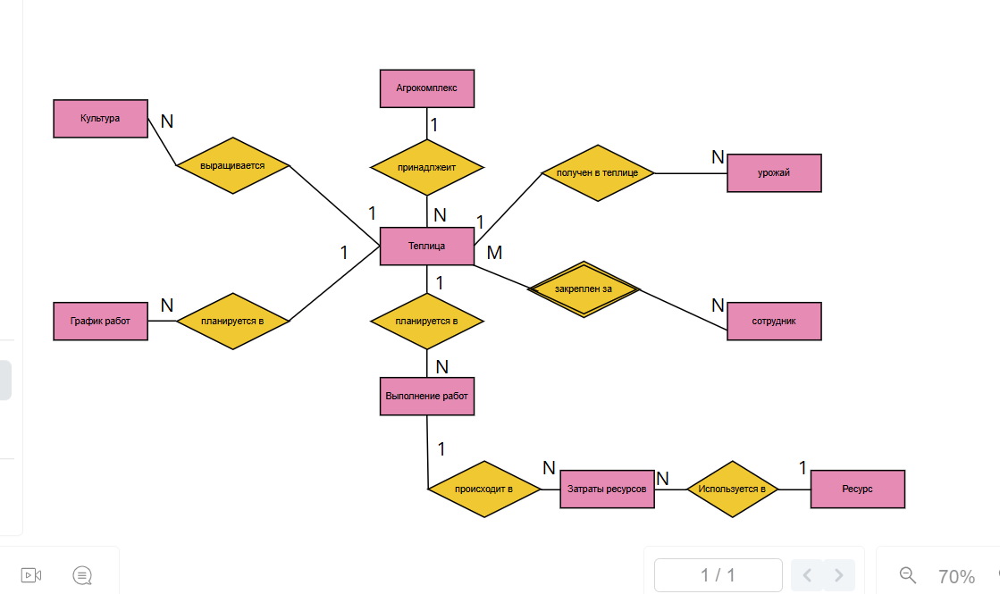 Агрокомплекс
Культура
N
1
выращивается
принадлжеит
получен в теплице
N
урожай
1
N
1
Теплица
1
M
1
закреплен за
График работ
N
планируется в
планируется в
N
сотрудник
N
Выполнение работ
1
происходит в
N
Затраты ресурсов
N
Используется в
1
Ресурс
1 / 1
70%